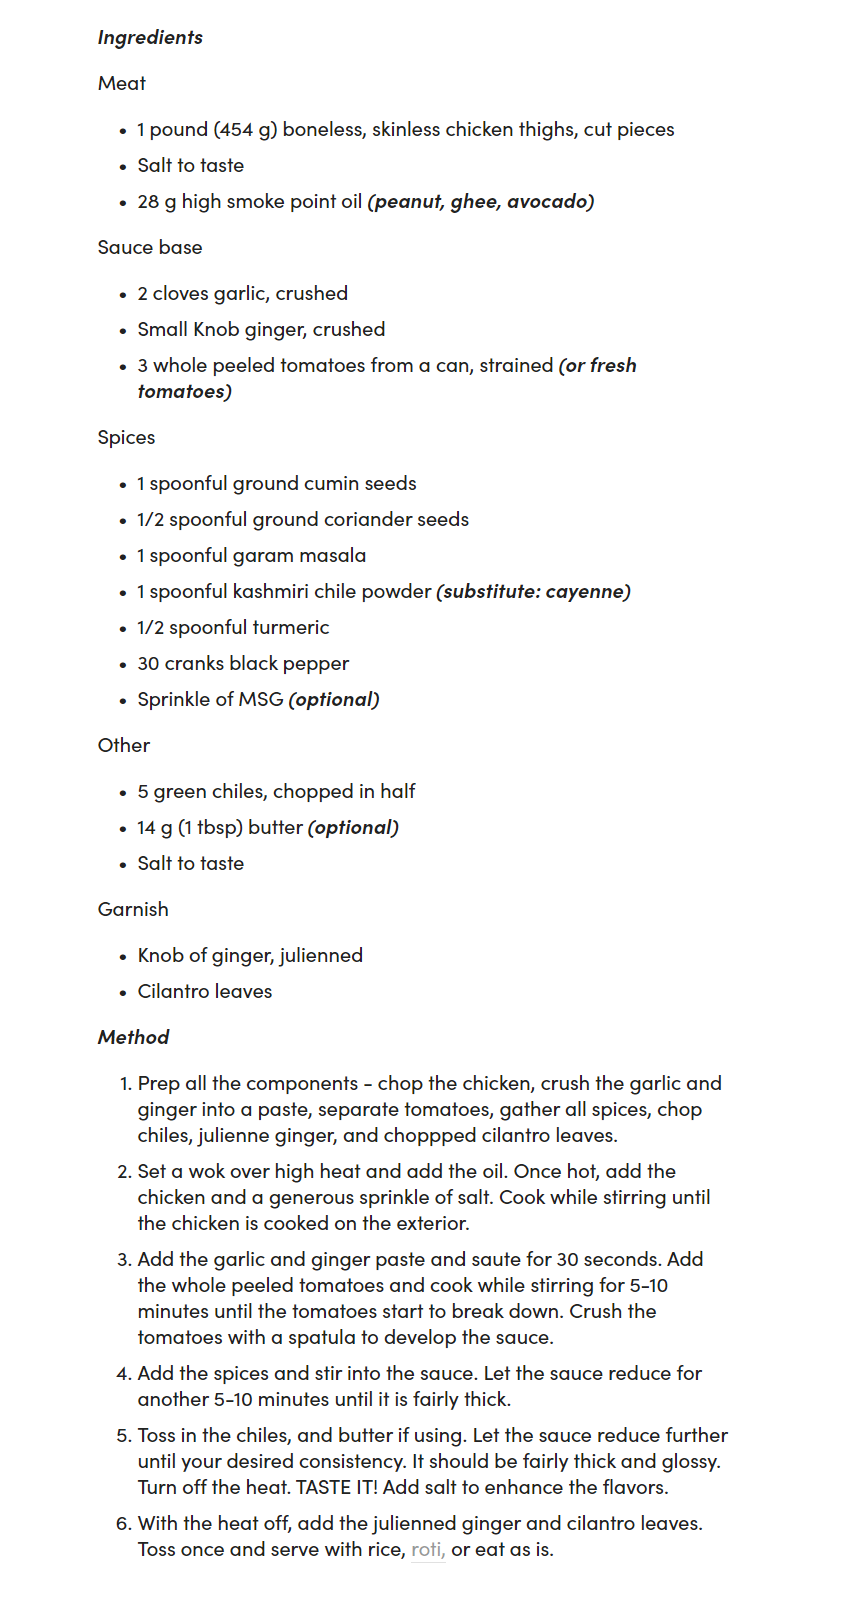 Ingredients
Meat
• 1 pound (454 g) boneless, skinless chicken thighs, cut pieces
• Salt to taste
• 28 g high smoke point oil (peanut, ghee, avocado)
Sauce base
• 2 cloves garlic, crushed
• Small Knob ginger, crushed
• 3 whole peeled tomatoes from a can, strained (or fresh
tomatoes)
Spices
• 1 spoonful ground cumin seeds
• 1/2 spoonful ground coriander seeds
• 1 spoonful garam masala
• 1 spoonful kashmiri chile powder (substitute: cayenne)
• 1/2 spoonful turmeric
• 30 cranks black pepper
• Sprinkle of MSG (optional)
Other
• 5 green chiles, chopped in half
• 14 g (1 tbsp) butter (optional)
• Salt to taste
Garnish
• Knob of ginger, julienned
• Cilantro leaves
Method
1. Prep all the components - chop the chicken, crush the garlic and
ginger into a paste, separate tomatoes, gather all spices, chop
chiles, julienne ginger, and choppped cilantro leaves.
2. Set a wok over high heat and add the oil. Once hot, add the
chicken and a generous sprinkle of salt. Cook while stirring until
the chicken is cooked on the exterior.
3. Add the garlic and ginger paste and saute for 30 seconds. Add
the whole peeled tomatoes and cook while stirring for 5-10
minutes until the tomatoes start to break down. Crush the
tomatoes with a spatula to develop the sauce.
4. Add the spices and stir into the sauce. Let the sauce reduce for
another 5-10 minutes until it is fairly thick.
5. Toss in the chiles, and butter if using. Let the sauce reduce further
until your desired consistency. It should be fairly thick and glossy.
Turn off the heat. TASTE IT! Add salt to enhance the flavors.
6. With the heat off, add the julienned ginger and cilantro leaves.
Toss once and serve with rice, roti, or eat as is.